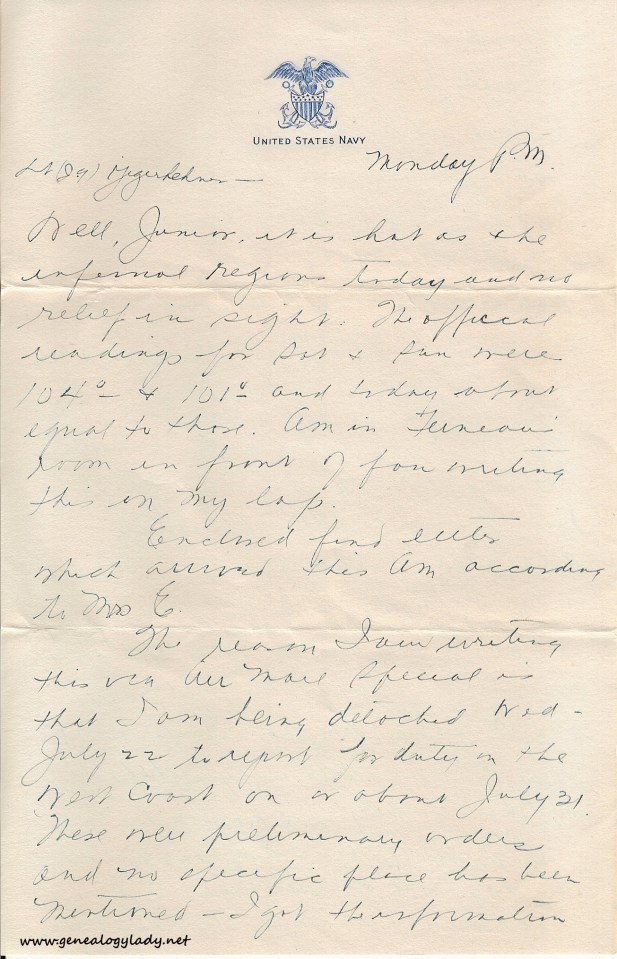 UNITED STATES NAVY
Monday P.M.
Lt (Jg)
Well, Junior, it is hot as the
infernal regions today and no
relief in sight. The official
readings for Sat & Sun were
104° & 101° and today about
equal to those. Am in
room in front of fan writing
this on my lap.
Enclosed find letter
which arrived this AM according
to Mrs E.
The reason I am writing
this via Air Mail Special is
that I am being detached Wed-
July 22 to report for duty on the
West Coast on or about July 31.
These were preliminary orders
and no specific place has been
mentioned - I got the information
www.genealogylady.net